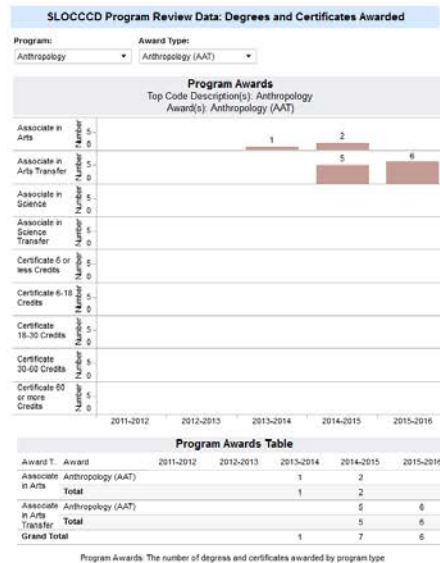 SLOCCCD Program Review Data: Degrees and Certificates Awarded
Program: Award Type:
Anthropology Anthropology (AAT)
Program Awards
Top Code Description(s): Anthropology
Award(s): Anthropology (AAT)
Associate in
Arts
Number
5
0
1 2
Associate in
Arts Transfer
Number
5
0
5 6
Associate in
Science
Number
5
0
Associate in
Science
Transfer
Number
5
0
Certificate 6 or
less Credits
Number
5
0
Certificate 6-18
Credits
Number
5
0
Certificate
18-30 Credits
Number
5
0
Certificate
30-60 Credits
Number
5
0
Certificate 60
or more
Credits
Number
5
0
2011-2012 2012-2013 2013-2014 2014-2015 2015-2016
Program Awards Table
Award T.. Award 2011-2012 2012-2013 2013-2014 2014-2015 2015-2016
Associate in Arts Anthropology (AAT) 1 2
Total 1 2
Associate in Arts Transfer Anthropology (AAT) 5 6
Total 5 6
Grand Total 1 7 6
Program Awards: The number of degress and certificates awarded by program type